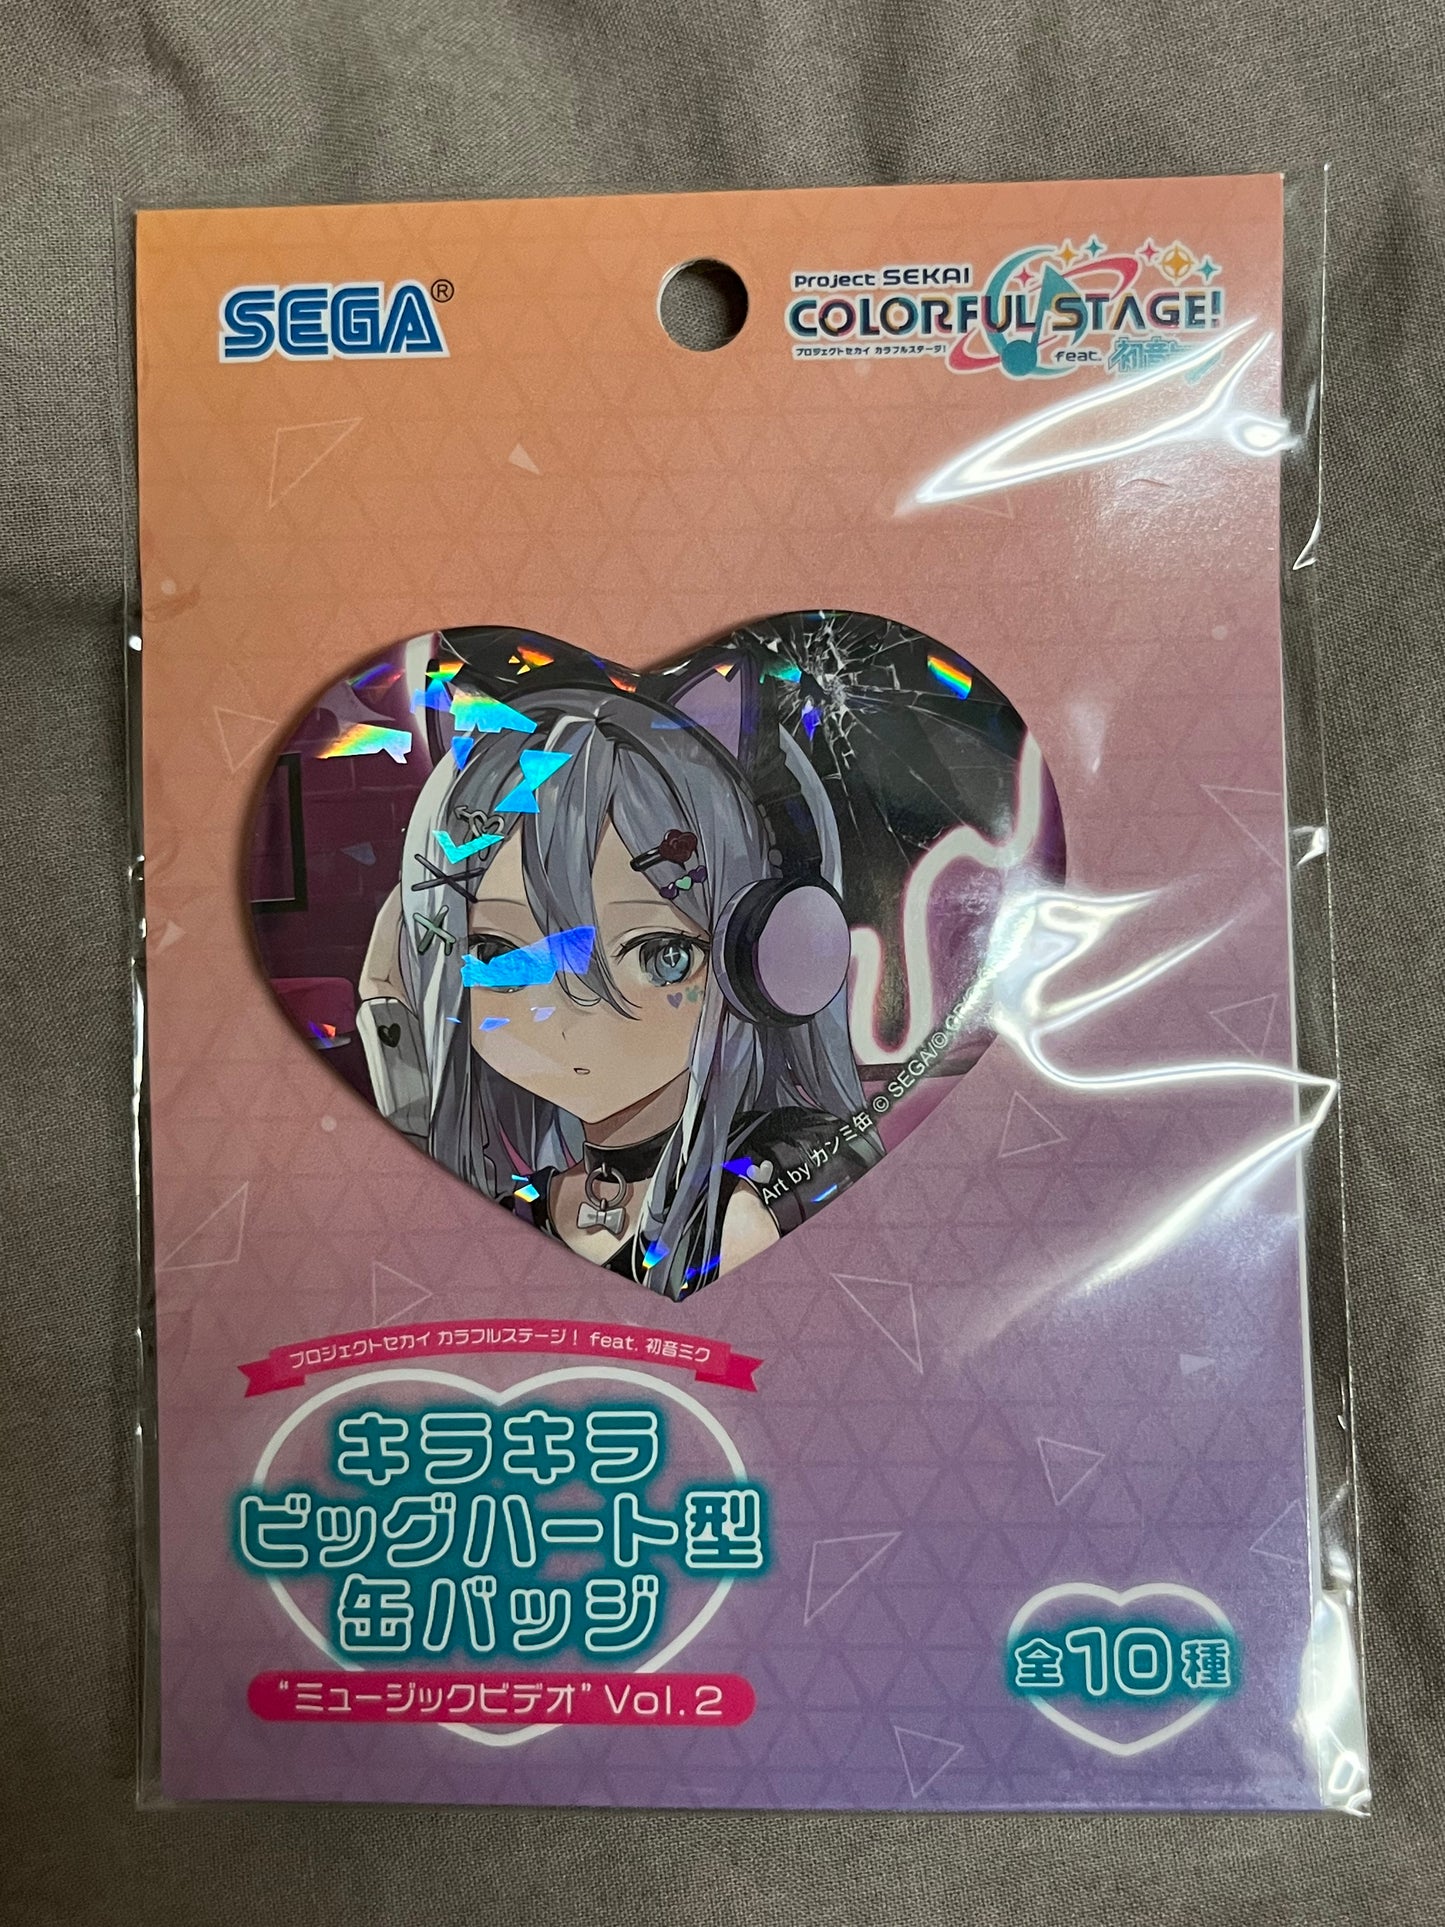 SEGA®
Project SEKAI
COLORFUL STAGE!
プロジェクトセカイ カラフルステージ！
feat. 初音ミク
Art by カンミ缶 © SEGA/©
プロジェクトセカイ カラフルステージ！ feat. 初音ミク
キラキラ
ビッグハート型
缶バッジ
“ミュージックビデオ” Vol.2
全10種